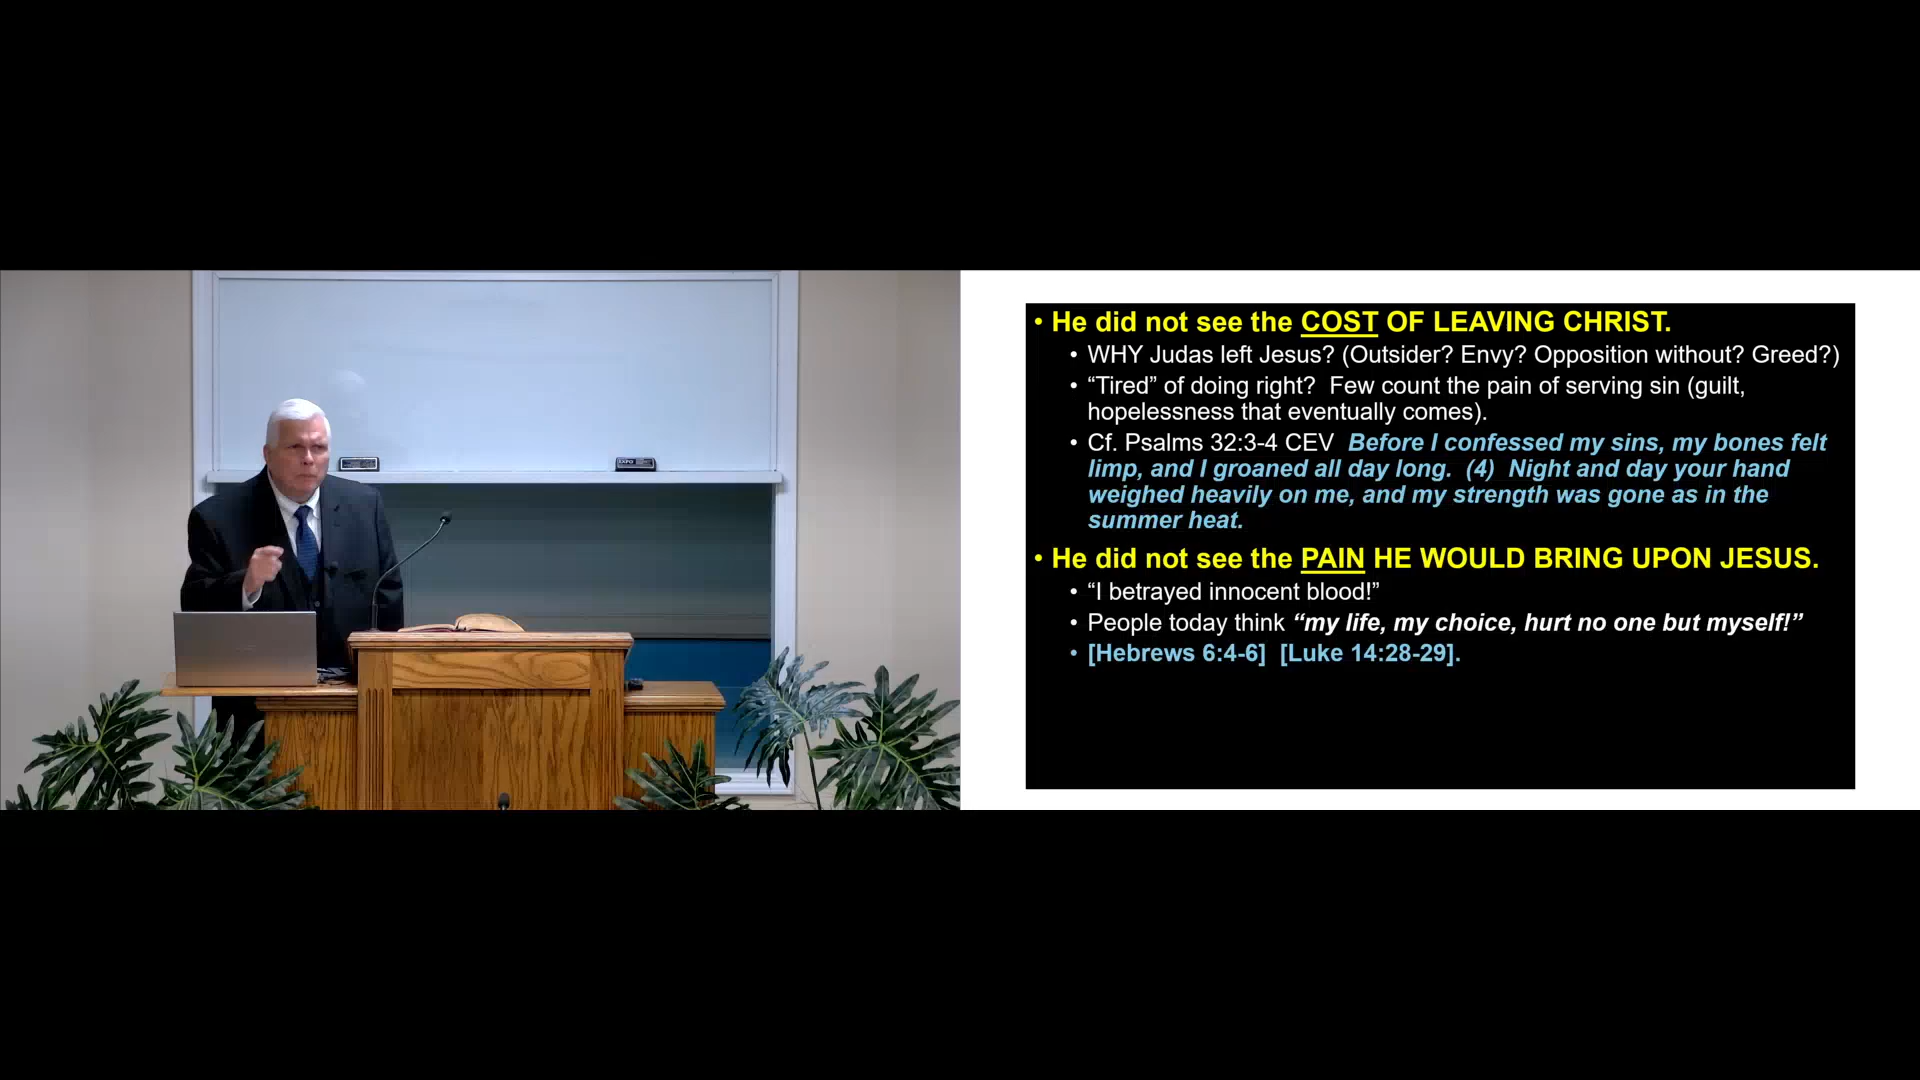 • He did not see the COST OF LEAVING CHRIST.
• WHY Judas left Jesus? (Outsider? Envy? Opposition without? Greed?)
• “Tired” of doing right?  Few count the pain of serving sin (guilt,
hopelessness that eventually comes).
• Cf. Psalms 32:3-4 CEV  Before I confessed my sins, my bones felt
limp, and I groaned all day long.  (4)  Night and day your hand
weighed heavily on me, and my strength was gone as in the
summer heat.
• He did not see the PAIN HE WOULD BRING UPON JESUS.
• “I betrayed innocent blood!”
• People today think “my life, my choice, hurt no one but myself!”
• [Hebrews 6:4-6]  [Luke 14:28-29].
EXPO